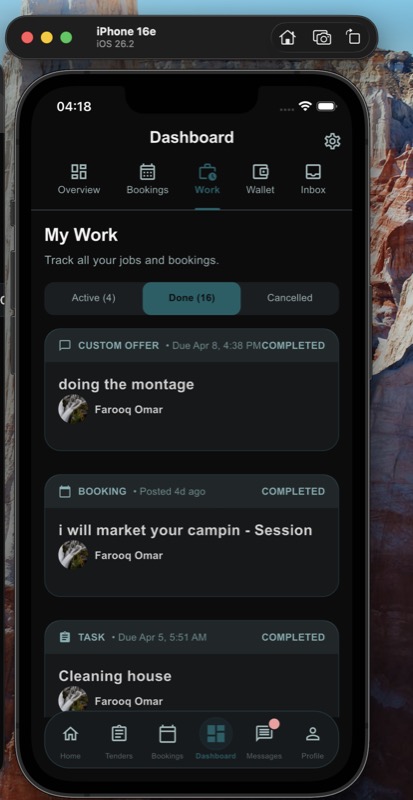 iPhone 16e
iOS 26.2
04:18
Dashboard
Overview Bookings Work Wallet Inbox
My Work
Track all your jobs and bookings.
Active (4) Done (16) Cancelled
CUSTOM OFFER • Due Apr 8, 4:38 PM COMPLETED
doing the montage
Farooq Omar
BOOKING • Posted 4d ago COMPLETED
i will market your campin - Session
Farooq Omar
TASK • Due Apr 5, 5:51 AM COMPLETED
Cleaning house
Farooq Omar
Home Tenders Bookings Dashboard Messages Profile